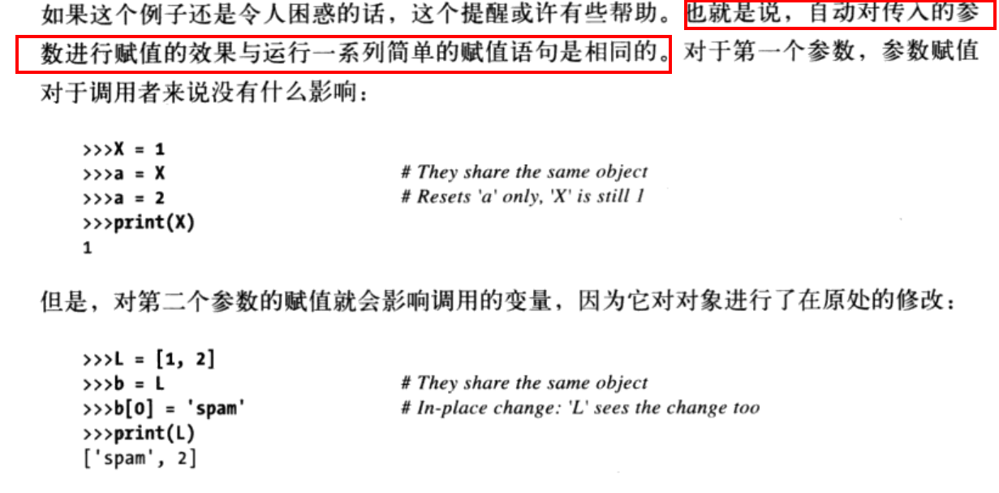 如果这个例子还是令人困惑的话，这个提醒或许有些帮助。也就是说，自动对传入的参
数进行赋值的效果与运行一系列简单的赋值语句是相同的。对于第一个参数，参数赋值
对于调用者来说没有什么影响：
>>>X = 1
>>>a = X # They share the same object
>>>a = 2 # Resets 'a' only, 'X' is still 1
>>>print(X)
1
但是，对第二个参数的赋值就会影响调用的变量，因为它对对象进行了在原处的修改：
>>>L = [1, 2]
>>>b = L # They share the same object
>>>b[0] = 'spam' # In-place change: 'L' sees the change too
>>>print(L)
['spam', 2]